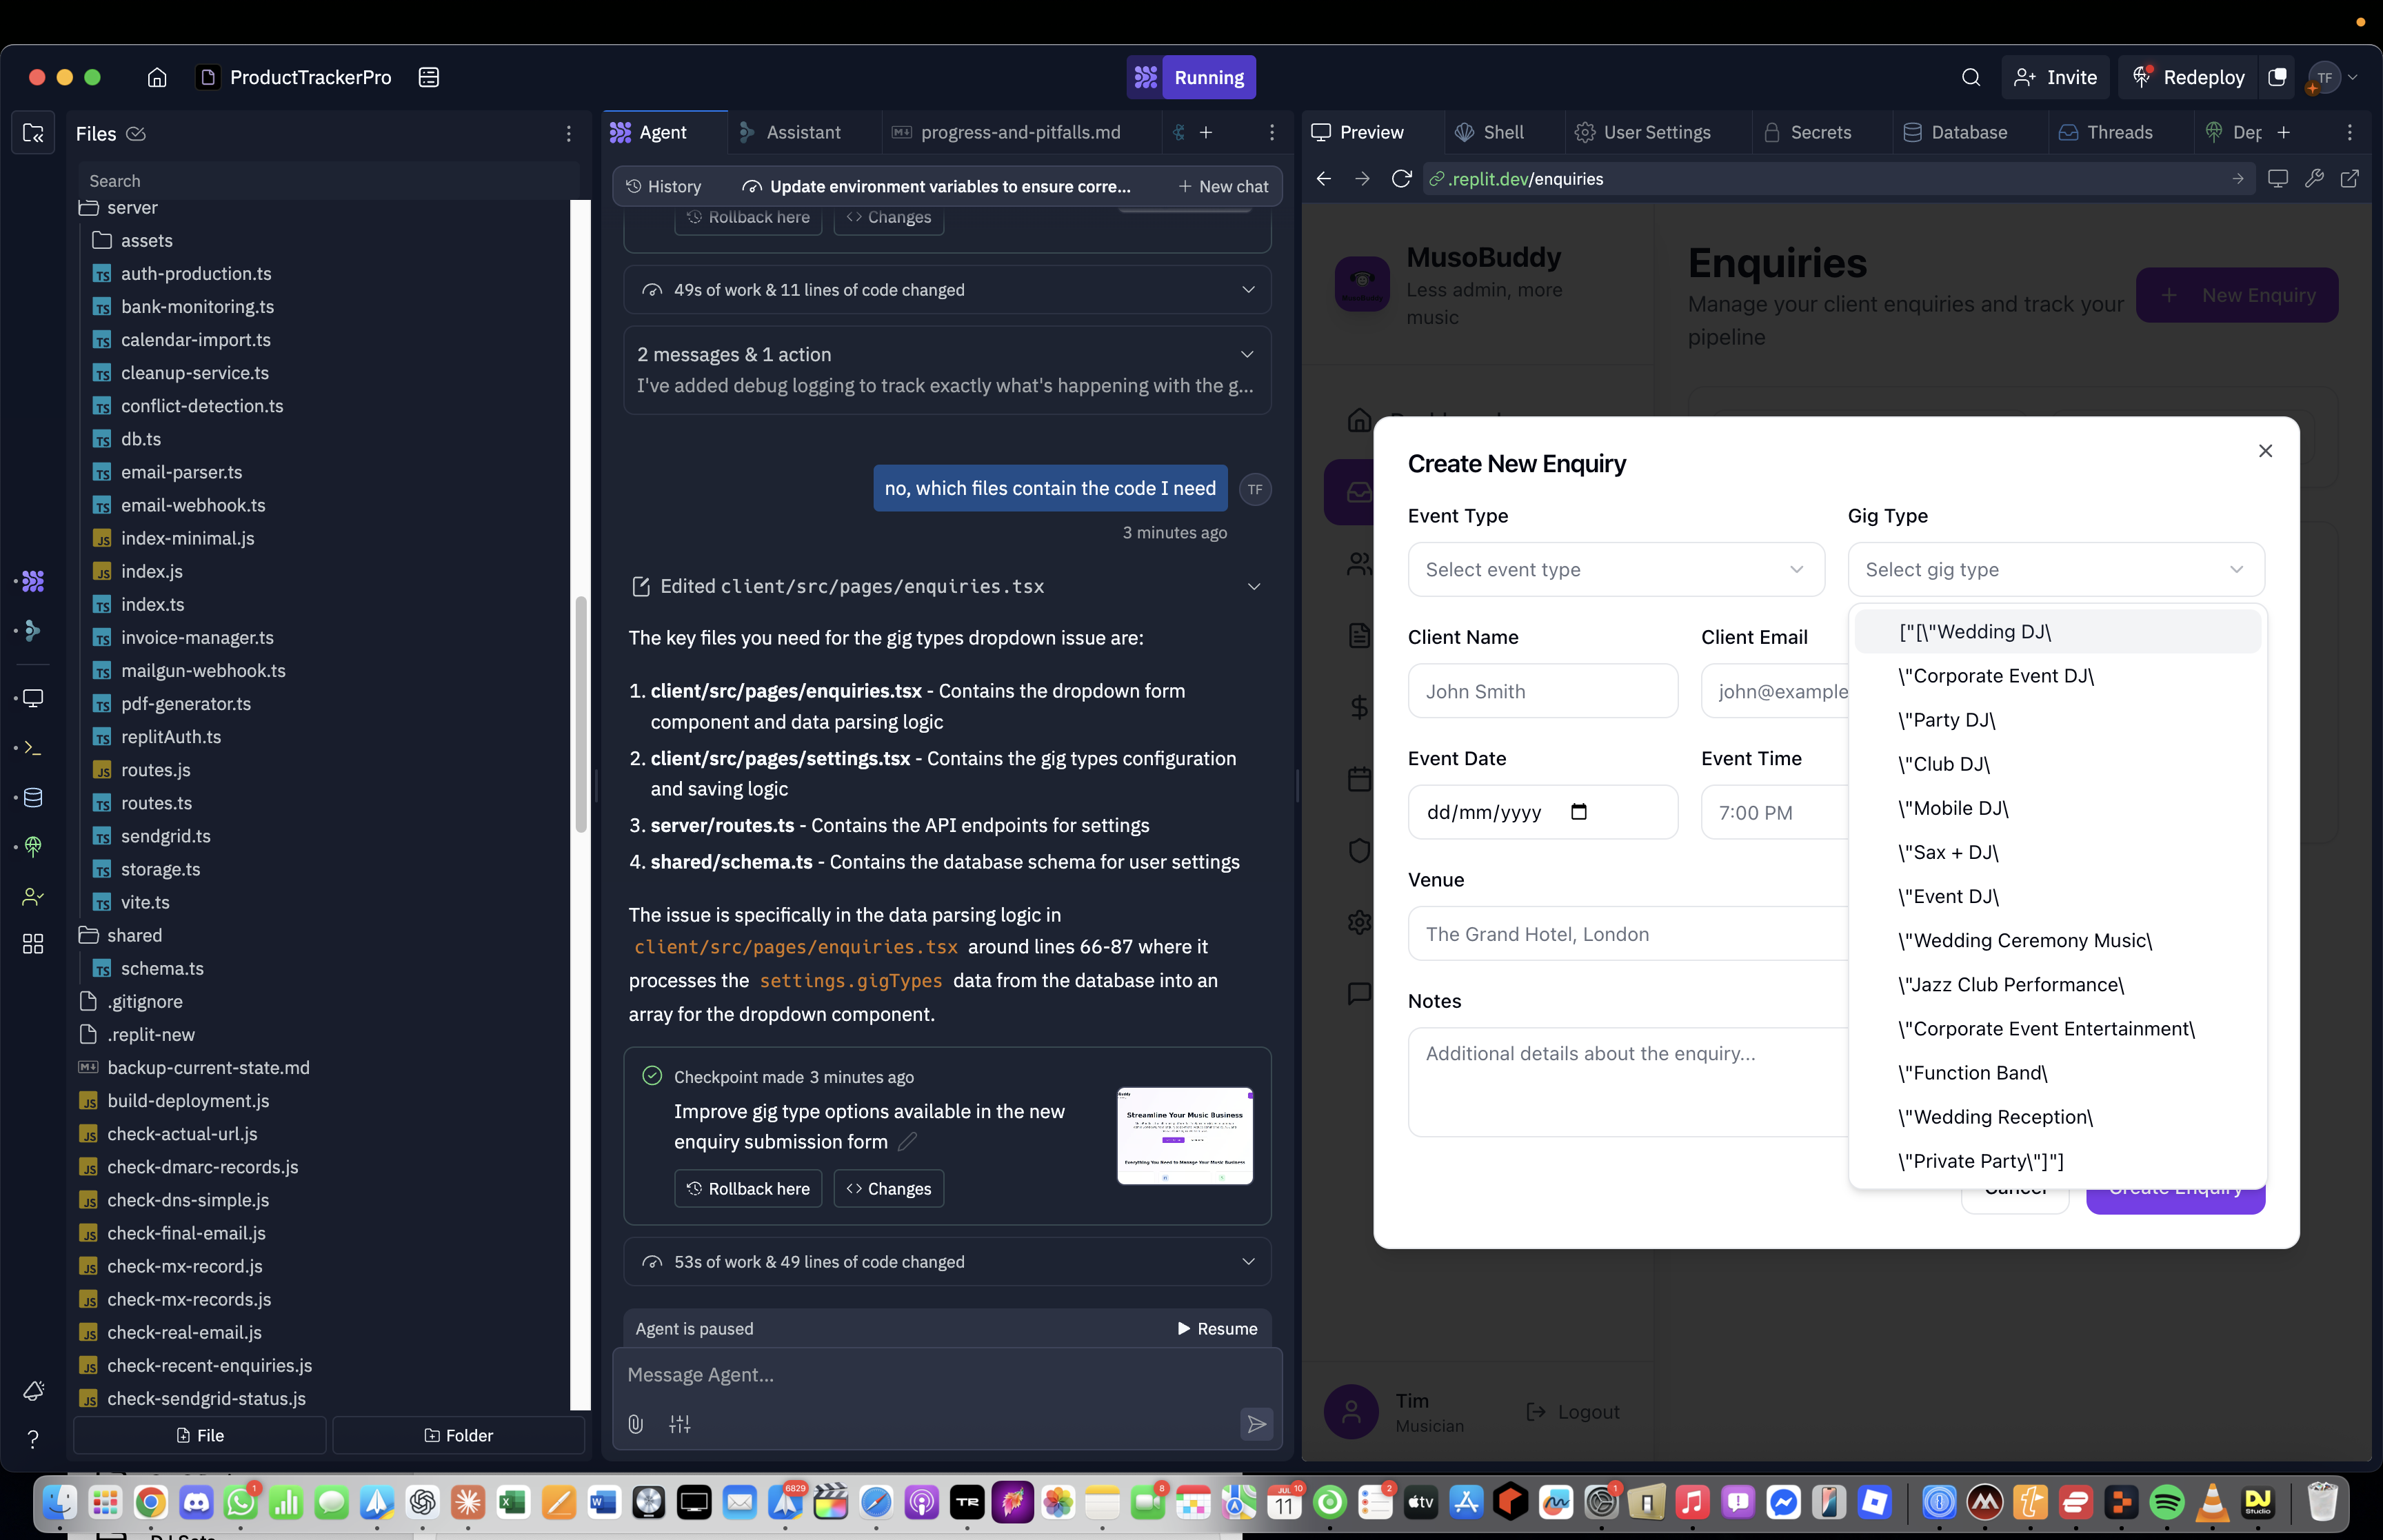 ProductTrackerPro
Running
Invite
Redeploy
TF
Files
Search
server
assets
auth-production.ts
bank-monitoring.ts
calendar-import.ts
cleanup-service.ts
conflict-detection.ts
db.ts
email-parser.ts
email-webhook.ts
index-minimal.js
index.js
index.ts
invoice-manager.ts
mailgun-webhook.ts
pdf-generator.ts
replitAuth.ts
routes.js
routes.ts
sendgrid.ts
storage.ts
vite.ts
shared
schema.ts
.gitignore
.replit-new
backup-current-state.md
build-deployment.js
check-actual-url.js
check-dmarc-records.js
check-dns-simple.js
check-final-email.js
check-mx-record.js
check-mx-records.js
check-real-email.js
check-recent-enquiries.js
check-sendgrid-status.js
File
Folder
Agent
Assistant
progress-and-pitfalls.md
History
Update environment variables to ensure corre...
New chat
Rollback here
Changes
49s of work & 11 lines of code changed
2 messages & 1 action
I've added debug logging to track exactly what's happening with the g...
no, which files contain the code I need
TF
3 minutes ago
Edited client/src/pages/enquiries.tsx
The key files you need for the gig types dropdown issue are:
1. client/src/pages/enquiries.tsx - Contains the dropdown form
component and data parsing logic
2. client/src/pages/settings.tsx - Contains the gig types configuration
and saving logic
3. server/routes.ts - Contains the API endpoints for settings
4. shared/schema.ts - Contains the database schema for user settings
The issue is specifically in the data parsing logic in
client/src/pages/enquiries.tsx around lines 66-87 where it
processes the settings.gigTypes data from the database into an
array for the dropdown component.
Checkpoint made 3 minutes ago
Improve gig type options available in the new
enquiry submission form
Streamline Your Music Business
Everything You Need to Manage Your Music Business
Rollback here
Changes
53s of work & 49 lines of code changed
Agent is paused
Resume
Message Agent...
Preview
Shell
User Settings
Secrets
Database
Threads
Dep
.replit.dev/enquiries
MusoBuddy
Less admin, more
music
Enquiries
Manage your client enquiries and track your
pipeline
New Enquiry
Create New Enquiry
Event Type
Gig Type
Select event type
Select gig type
Client Name
Client Email
John Smith
john@example
Event Date
Event Time
dd/mm/yyyy
7:00 PM
Venue
The Grand Hotel, London
Notes
Additional details about the enquiry...
["[\"Wedding DJ\
\"Corporate Event DJ\
\"Party DJ\
\"Club DJ\
\"Mobile DJ\
\"Sax + DJ\
\"Event DJ\
\"Wedding Ceremony Music\
\"Jazz Club Performance\
\"Corporate Event Entertainment\
\"Function Band\
\"Wedding Reception\
\"Private Party\"]"]
Cancel
Create Enquiry
Tim
Musician
Logout
1
6829
8
JUL 10
11
2
tv
1
TR
DJ
Studio